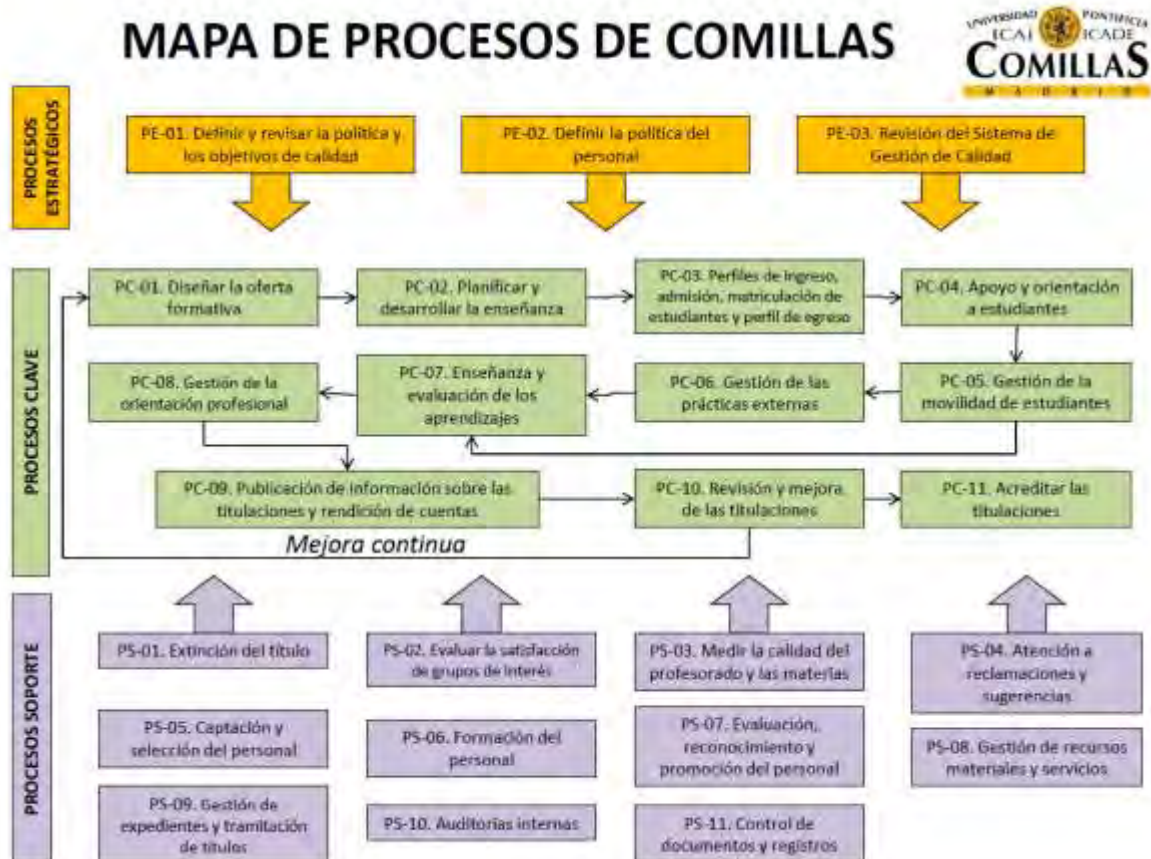 MAPA DE PROCESOS DE COMILLAS
UNIVERSIDAD PONTIFICIA
ICAI ICADE
COMILLAS
MADRID
PROCESOS
ESTRATÉGICOS
PE-01. Definir y revisar la política y
los objetivos de calidad
PE-02. Definir la política del
personal
PE-03. Revisión del Sistema de
Gestión de Calidad
PROCESOS CLAVE
PC-01. Diseñar la oferta
formativa
PC-02. Planificar y
desarrollar la enseñanza
PC-03. Perfiles de ingreso,
admisión, matriculación de
estudiantes y perfil de egreso
PC-04. Apoyo y orientación
a estudiantes
PC-08. Gestión de la
orientación profesional
PC-07. Enseñanza y
evaluación de los
aprendizajes
PC-06. Gestión de las
prácticas externas
PC-05. Gestión de la
movilidad de estudiantes
PC-09. Publicación de información sobre las
titulaciones y rendición de cuentas
PC-10. Revisión y mejora
de las titulaciones
PC-11. Acreditar las
titulaciones
Mejora continua
PROCESOS SOPORTE
PS-01. Extinción del título
PS-02. Evaluar la satisfacción
de grupos de interés
PS-03. Medir la calidad del
profesorado y las materias
PS-04. Atención a
reclamaciones y
sugerencias
PS-05. Captación y
selección del personal
PS-06. Formación del
personal
PS-07. Evaluación,
reconocimiento y
promoción del personal
PS-08. Gestión de recursos
materiales y servicios
PS-09. Gestión de
expedientes y tramitación
de títulos
PS-10. Auditorías internas
PS-11. Control de
documentos y registros